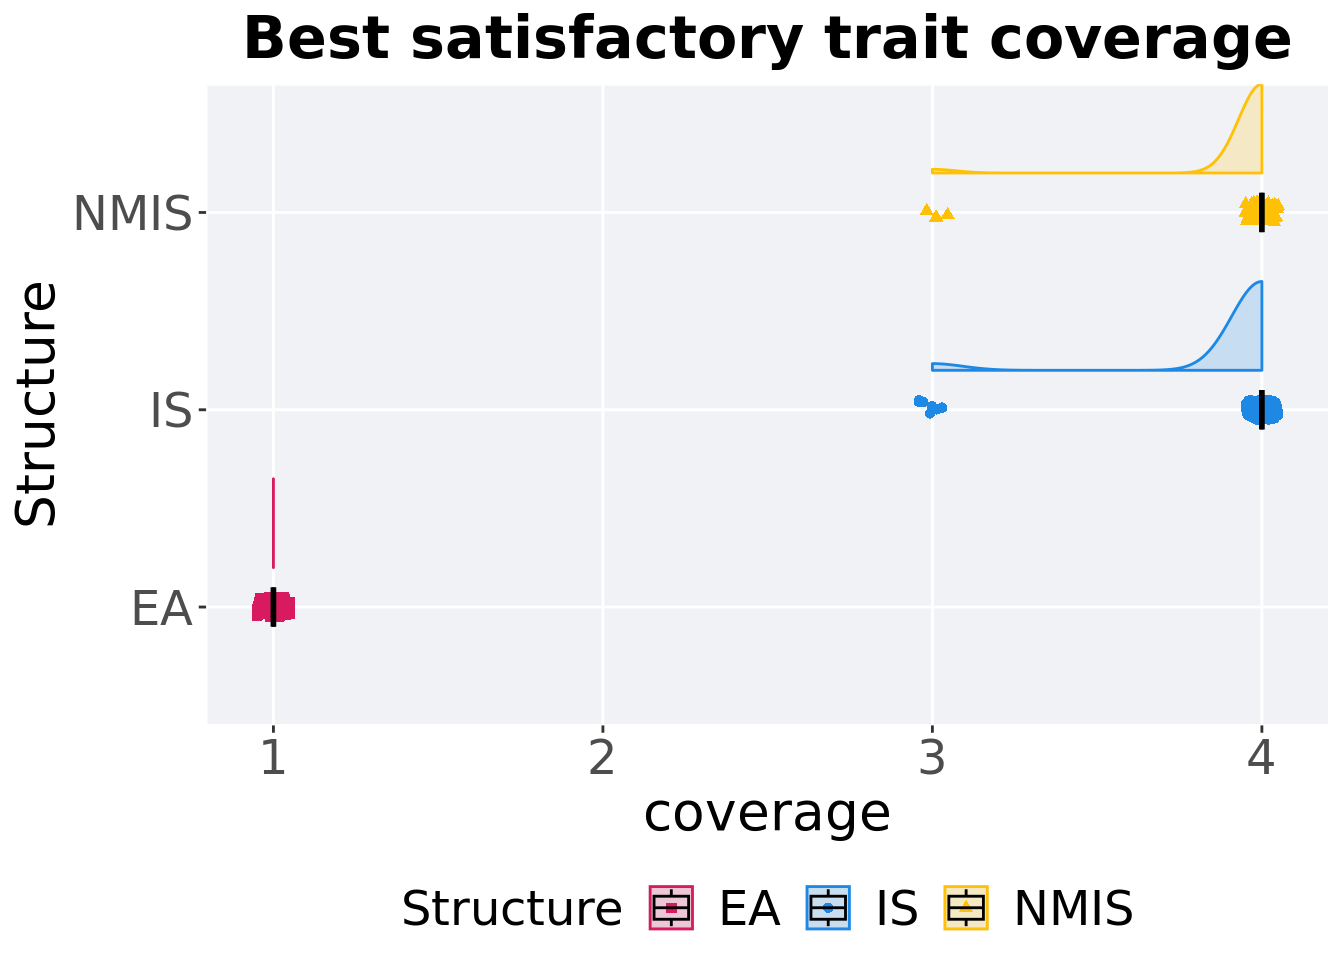 Best satisfactory trait coverage
Structure
NMIS
IS
EA
1 2 3 4
coverage
Structure EA IS NMIS